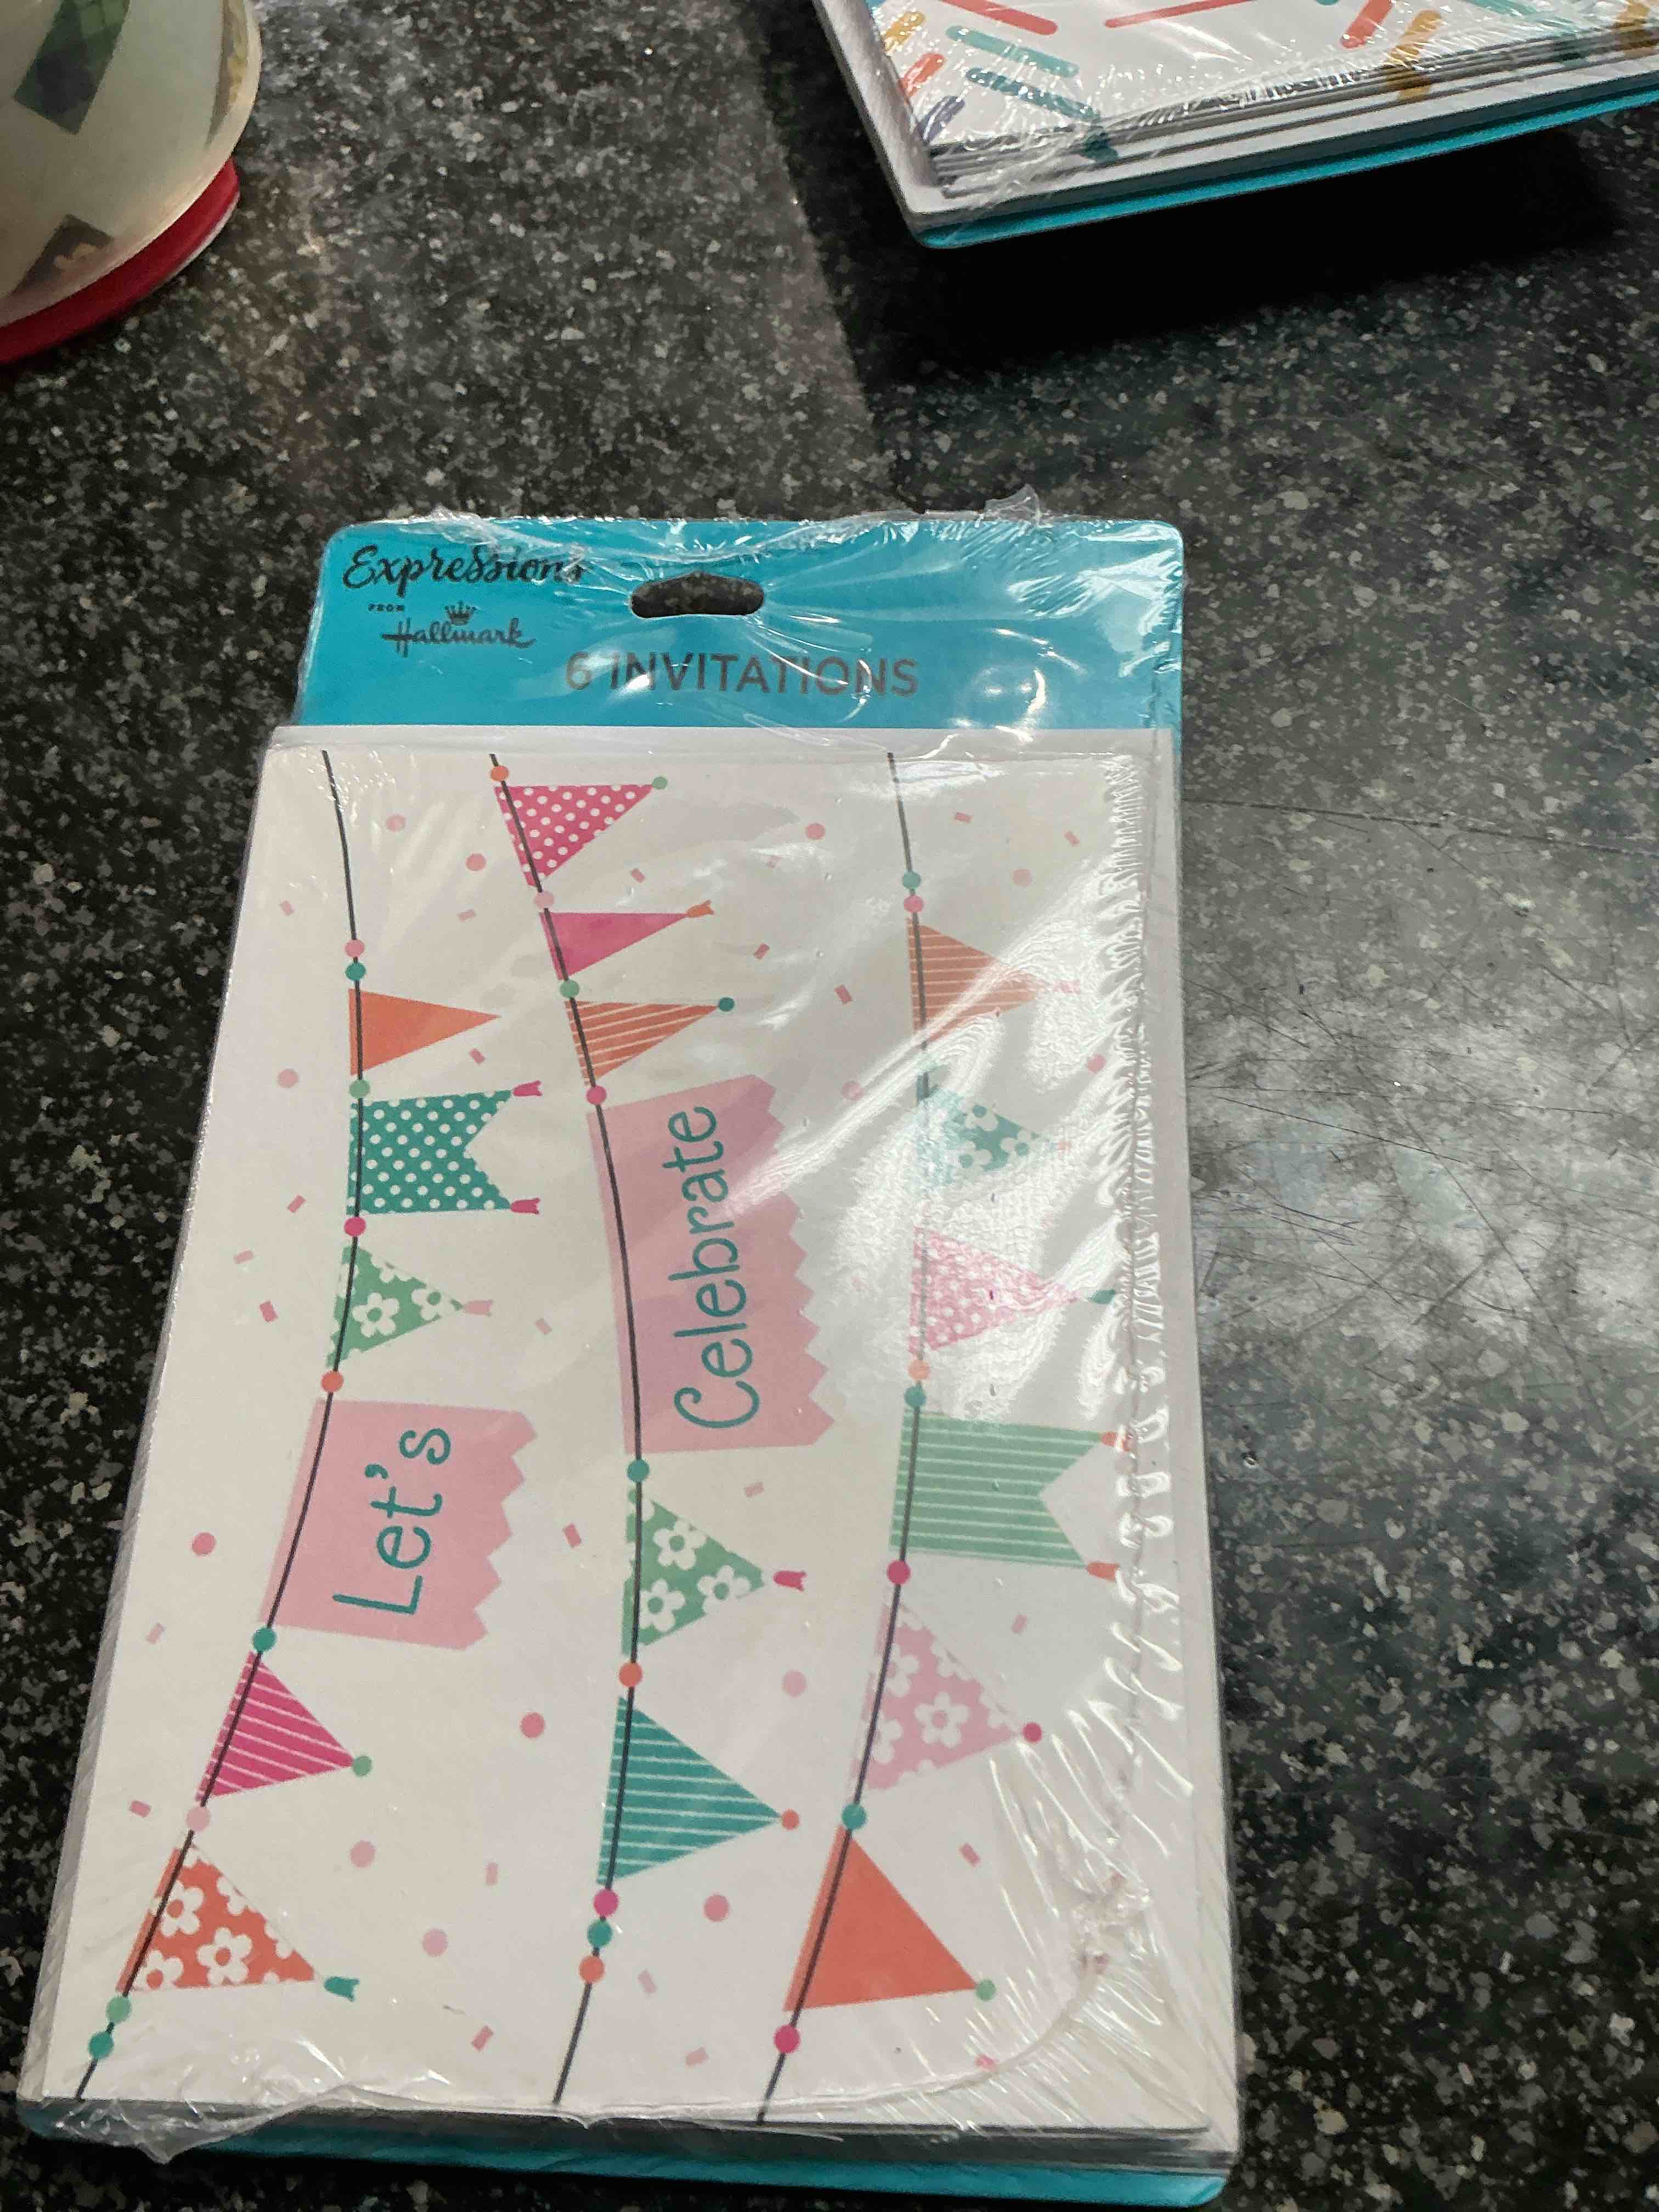 Expressions
FROM
Hallmark
6 INVITATIONS
Let's
Celebrate